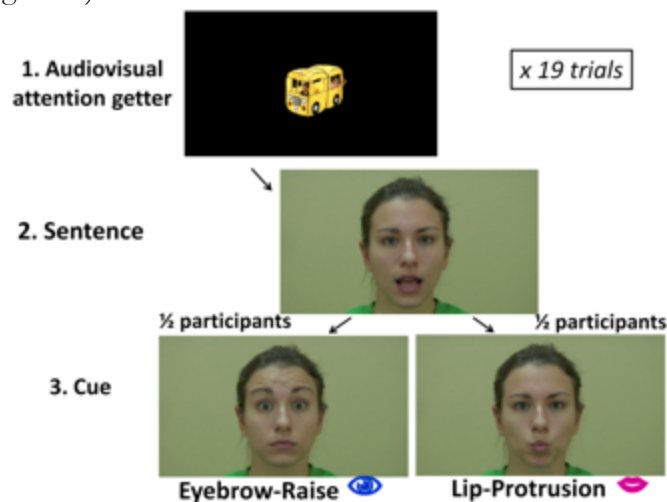 1. Audiovisual
attention getter
x 19 trials
2. Sentence
½ participants
½ participants
3. Cue
Eyebrow-Raise
Lip-Protrusion